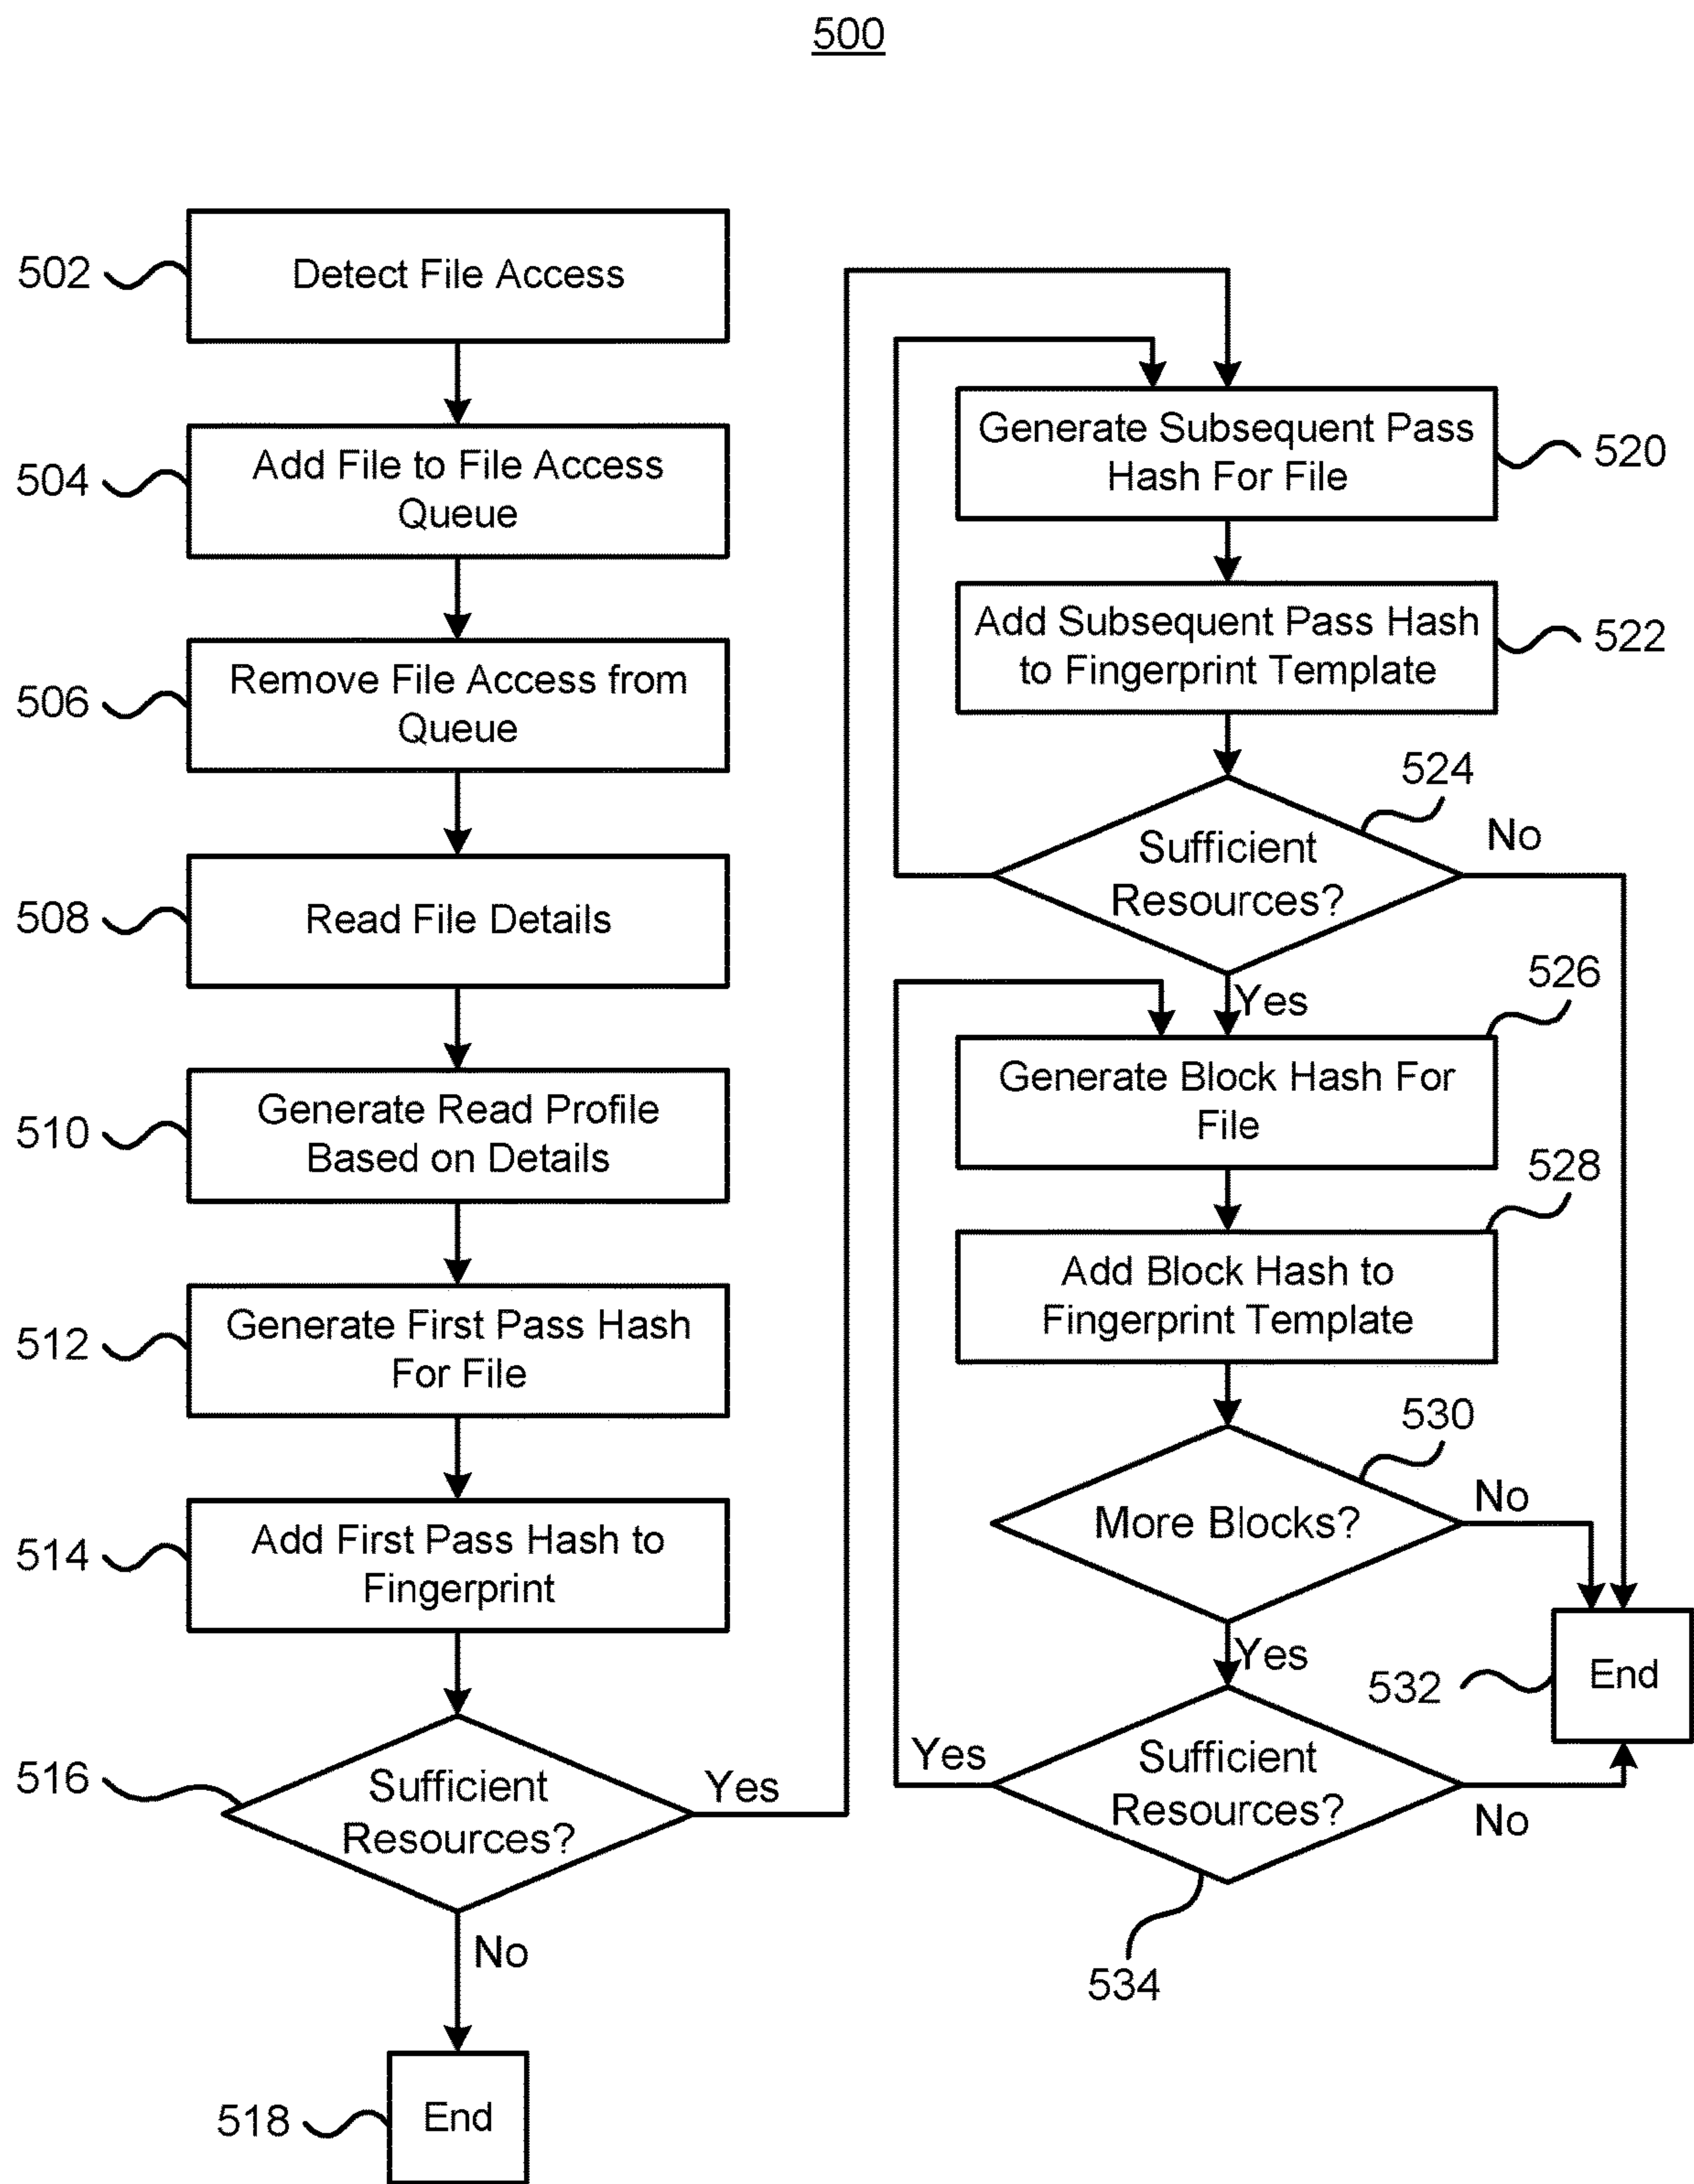 500
502
Detect File Access
504
Add File to File Access
Queue
506
Remove File Access from
Queue
508
Read File Details
510
Generate Read Profile
Based on Details
512
Generate First Pass Hash
For File
514
Add First Pass Hash to
Fingerprint
516
Sufficient
Resources?
Yes
No
518
End
Generate Subsequent Pass
Hash For File
520
Add Subsequent Pass Hash
to Fingerprint Template
522
524
Sufficient
Resources?
No
Yes
526
Generate Block Hash For
File
528
Add Block Hash to
Fingerprint Template
530
More Blocks?
No
Yes
532
End
Sufficient
Resources?
Yes
No
534